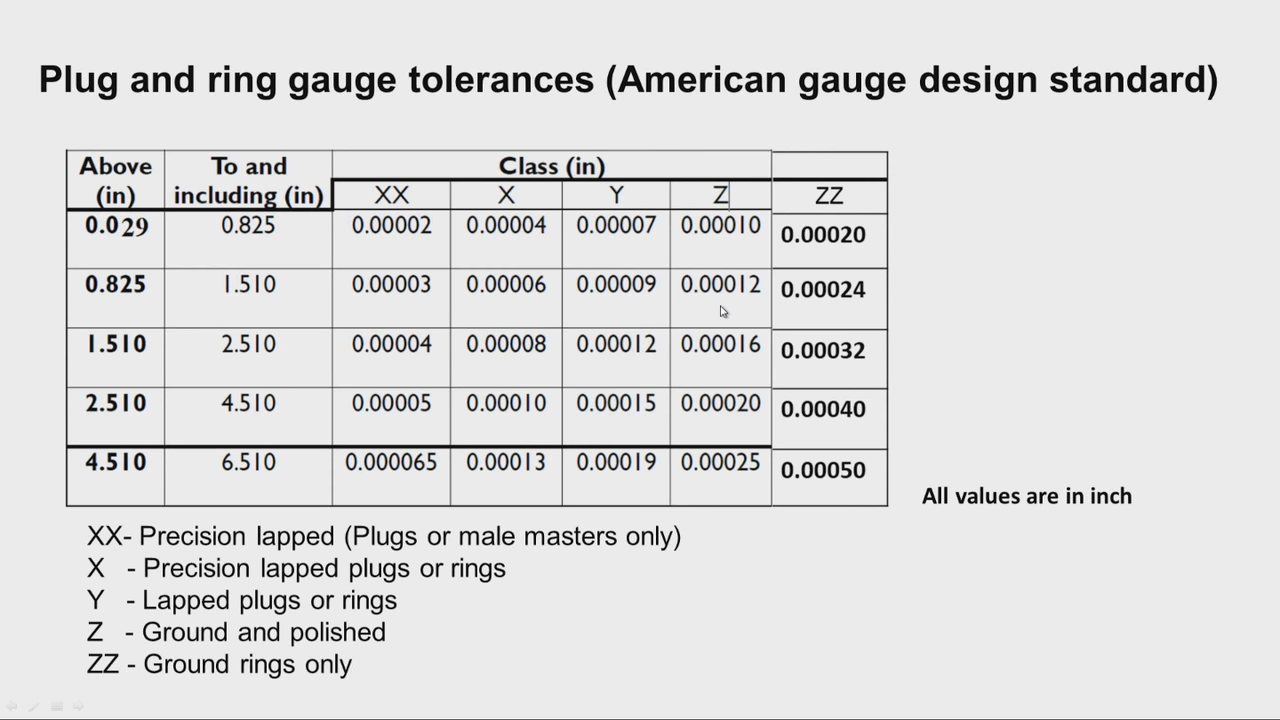 Plug and ring gauge tolerances (American gauge design standard)
Above (in) To and including (in) Class (in)
XX X Y Z ZZ
0.029 0.825 0.00002 0.00004 0.00007 0.00010 0.00020
0.825 1.510 0.00003 0.00006 0.00009 0.00012 0.00024
1.510 2.510 0.00004 0.00008 0.00012 0.00016 0.00032
2.510 4.510 0.00005 0.00010 0.00015 0.00020 0.00040
4.510 6.510 0.000065 0.00013 0.00019 0.00025 0.00050
All values are in inch
XX- Precision lapped (Plugs or male masters only)
X - Precision lapped plugs or rings
Y - Lapped plugs or rings
Z - Ground and polished
ZZ - Ground rings only